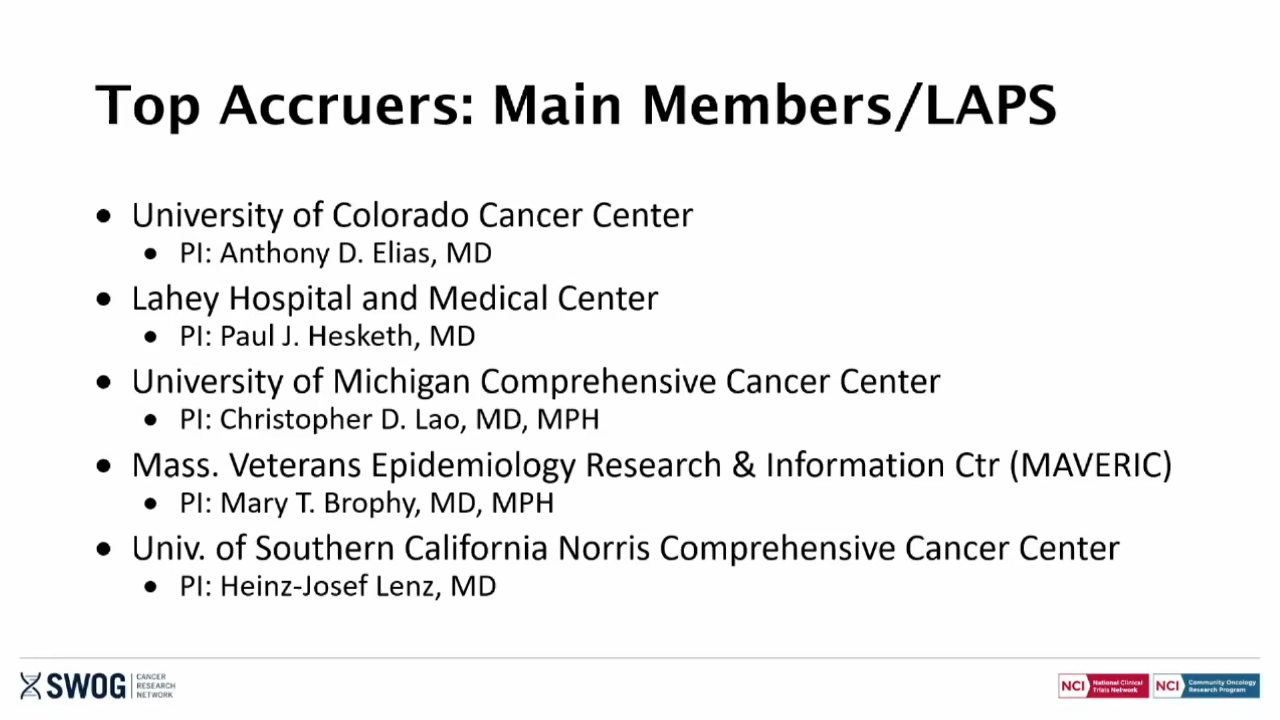 Top Accruers: Main Members/LAPS
• University of Colorado Cancer Center
• PI: Anthony D. Elias, MD
• Lahey Hospital and Medical Center
• PI: Paul J. Hesketh, MD
• University of Michigan Comprehensive Cancer Center
• PI: Christopher D. Lao, MD, MPH
• Mass. Veterans Epidemiology Research & Information Ctr (MAVERIC)
• PI: Mary T. Brophy, MD, MPH
• Univ. of Southern California Norris Comprehensive Cancer Center
• PI: Heinz-Josef Lenz, MD
SWOG
CANCER
RESEARCH
NETWORK
NCI
National Clinical
Trials Network
NCI
Community Oncology
Research Program